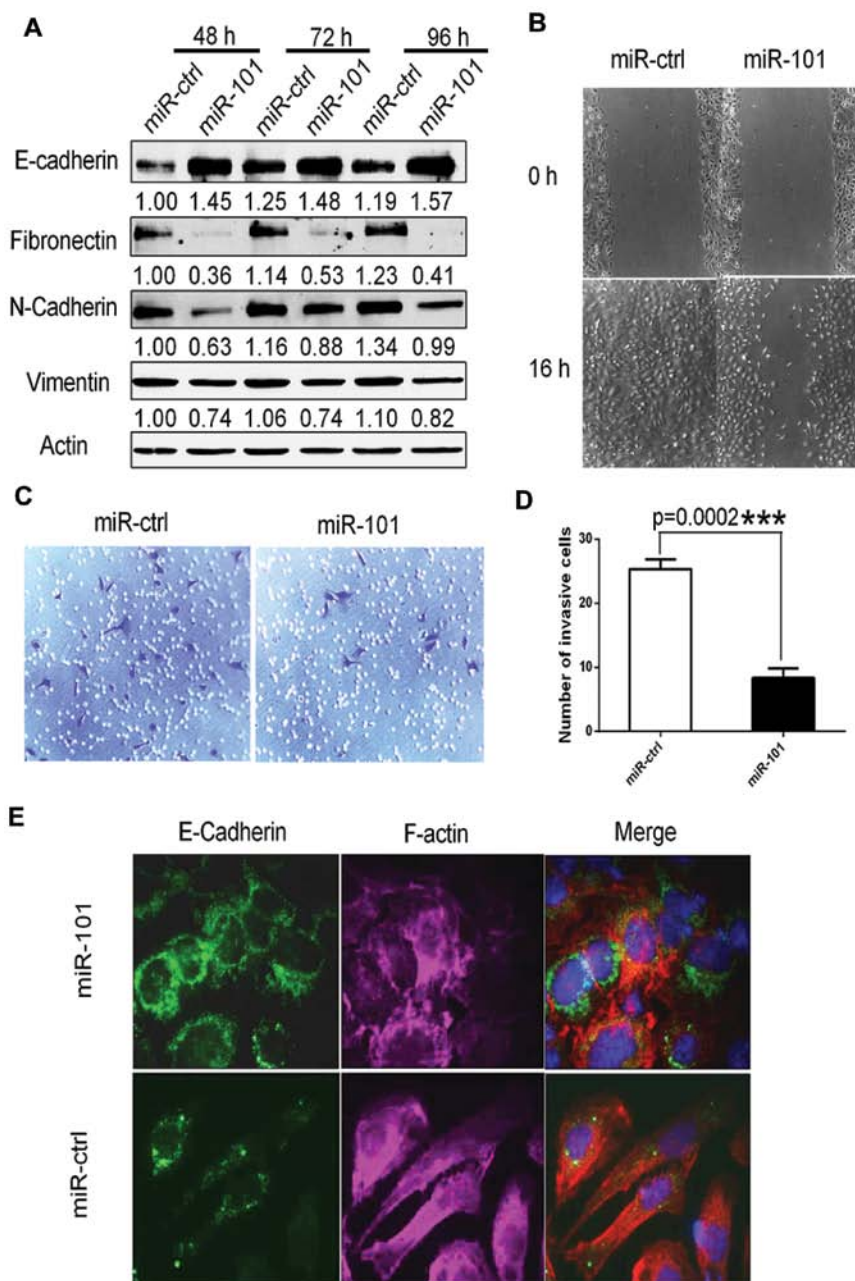 A
48 h 72 h 96 h
miR-ctrl miR-101 miR-ctrl miR-101 miR-ctrl miR-101
E-cadherin
1.00 1.45 1.25 1.48 1.19 1.57
Fibronectin
1.00 0.36 1.14 0.53 1.23 0.41
N-Cadherin
1.00 0.63 1.16 0.88 1.34 0.99
Vimentin
1.00 0.74 1.06 0.74 1.10 0.82
Actin
B
miR-ctrl miR-101
0 h
16 h
C
miR-ctrl miR-101
D
p=0.0002***
Number of invasive cells
30
20
10
0
miR-ctrl miR-101
E
E-Cadherin F-actin Merge
miR-101
miR-ctrl